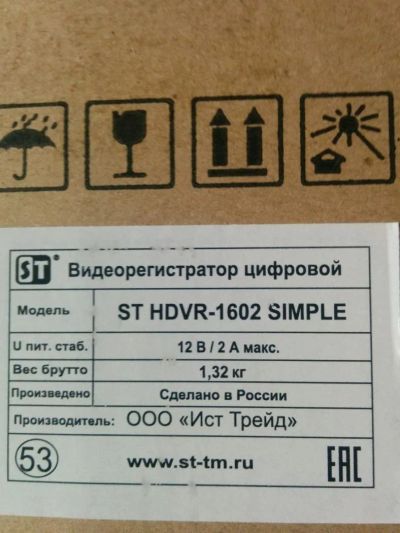 ST® Видеорегистратор цифровой
Модель ST HDVR-1602 SIMPLE
U пит. стаб. 12 В / 2 А макс.
Вес брутто 1,32 кг
Произведено Сделано в России
Производитель: ООО «Ист Трейд»
53 www.st-tm.ru EAC